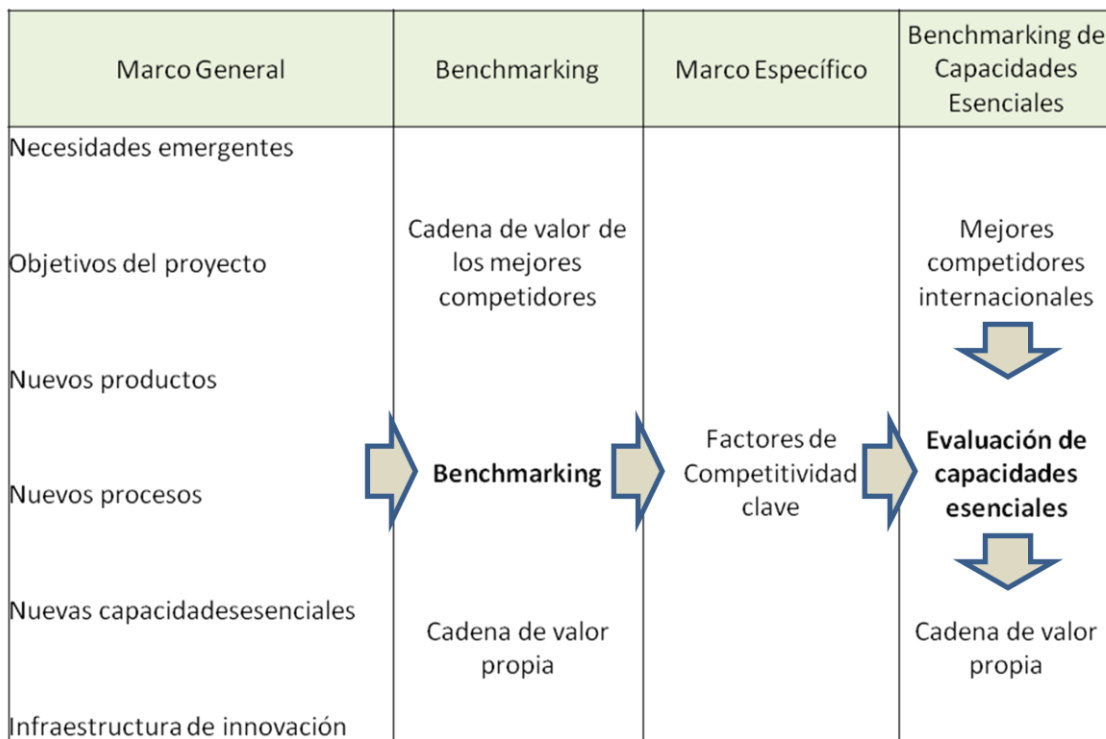 Marco General
Benchmarking
Marco Específico
Benchmarking de
Capacidades
Esenciales
Necesidades emergentes
Objetivos del proyecto
Nuevos productos
Nuevos procesos
Nuevas capacidadesesenciales
Infraestructura de innovación
Cadena de valor de
los mejores
competidores
Benchmarking
Cadena de valor
propia
Factores de
Competitividad
clave
Mejores
competidores
internacionales
Evaluación de
capacidades
esenciales
Cadena de valor
propia